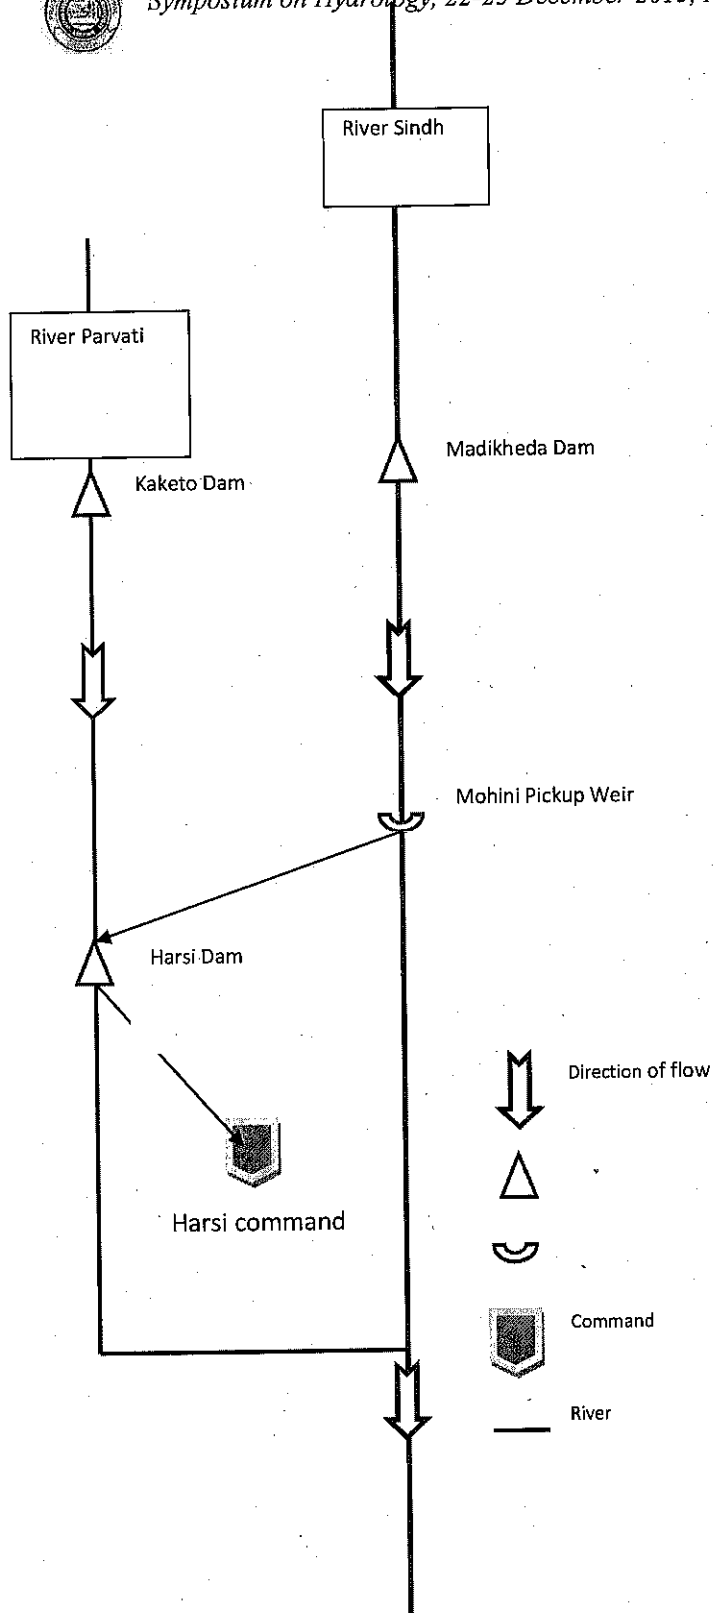 Symposium on Hydrology, 22-23 December
River Sindh
River Parvati
Madikheda Dam
Kaketo Dam
Mohini Pickup Weir
Harsi Dam
Direction of flow
Harsi command
Command
River